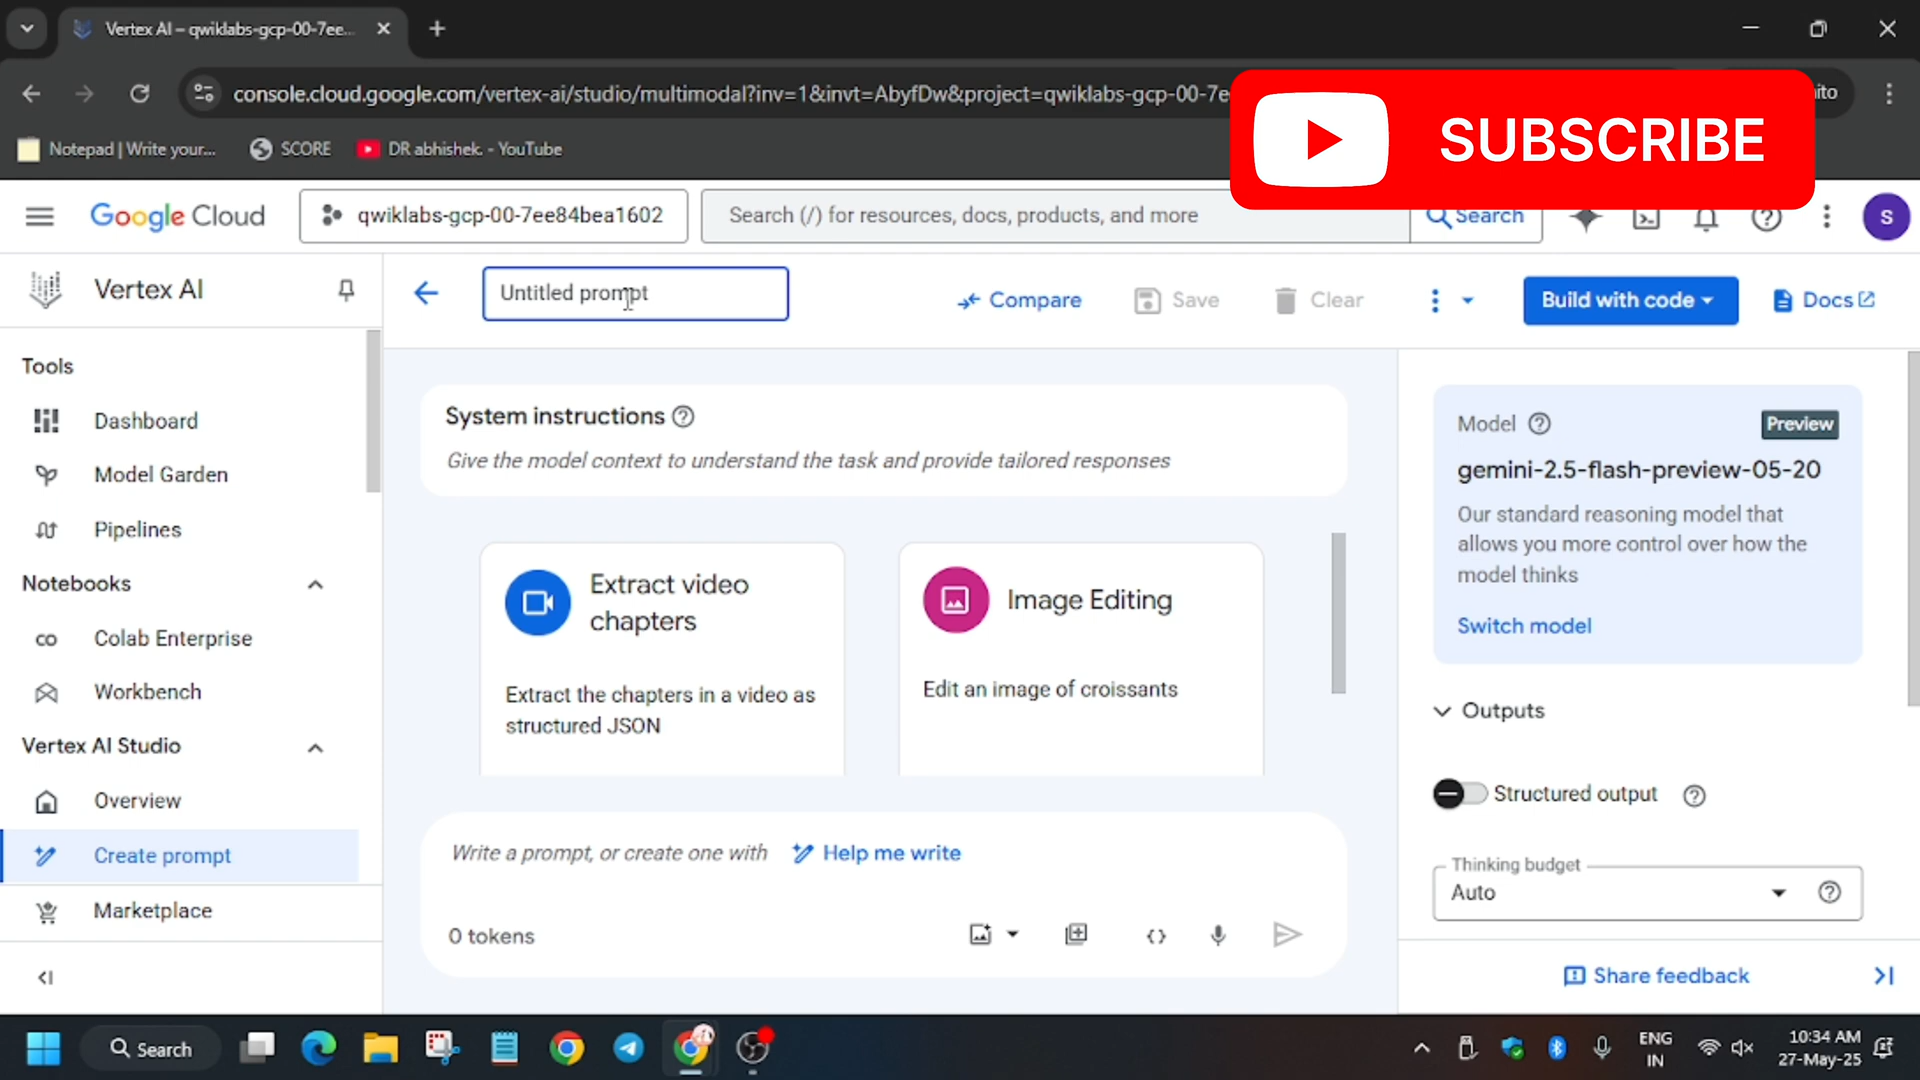 Vertex AI – qwiklabs-gcp-00-7ee...
console.cloud.google.com/vertex-ai/studio/multimodal?inv=1&invt=AbyfDw&project=qwiklabs-gcp-00-7e
SUBSCRIBE
Notepad | Write your...
SCORE
DR abhishek. - YouTube
Google Cloud
qwiklabs-gcp-00-7ee84bea1602
Search (/) for resources, docs, products, and more
Search
S
Vertex AI
Untitled prompt
Compare
Save
Clear
Build with code
Docs
Tools
Dashboard
Model Garden
Pipelines
Notebooks
Colab Enterprise
Workbench
Vertex AI Studio
Overview
Create prompt
Marketplace
System instructions
Give the model context to understand the task and provide tailored responses
Extract video
chapters
Extract the chapters in a video as
structured JSON
Image Editing
Edit an image of croissants
Write a prompt, or create one with
Help me write
0 tokens
Model
Preview
gemini-2.5-flash-preview-05-20
Our standard reasoning model that
allows you more control over how the
model thinks
Switch model
Outputs
Structured output
Thinking budget
Auto
Share feedback
Search
ENG
IN
10:34 AM
27-May-25